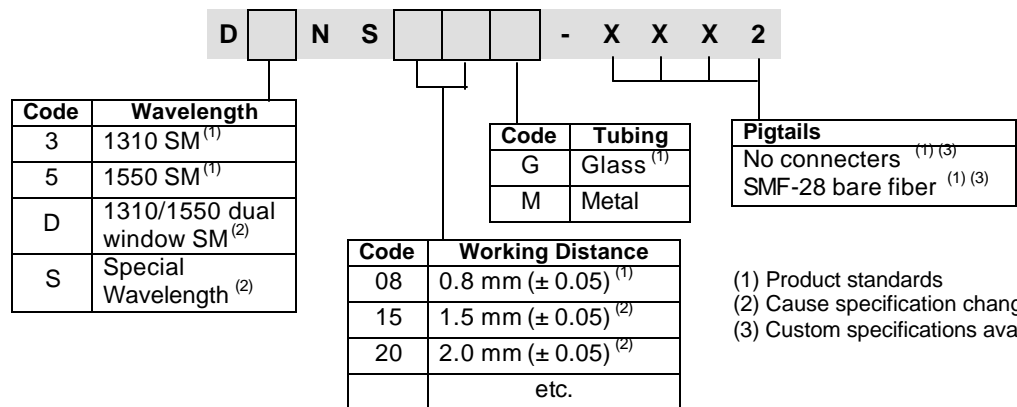 D N S - X X X 2
Code Wavelength
3 1310 SM(1)
5 1550 SM(1)
D 1310/1550 dual
window SM(2)
S Special
Wavelength (2)
Code Tubing
G Glass(1)
M Metal
Pigtails
No connecters (1) (3)
SMF-28 bare fiber (1) (3)
Code Working Distance
08 0.8 mm (± 0.05) (1)
15 1.5 mm (± 0.05) (2)
20 2.0 mm (± 0.05) (2)
etc.
(1) Product standards
(2) Cause specification
(3) Custom specifications